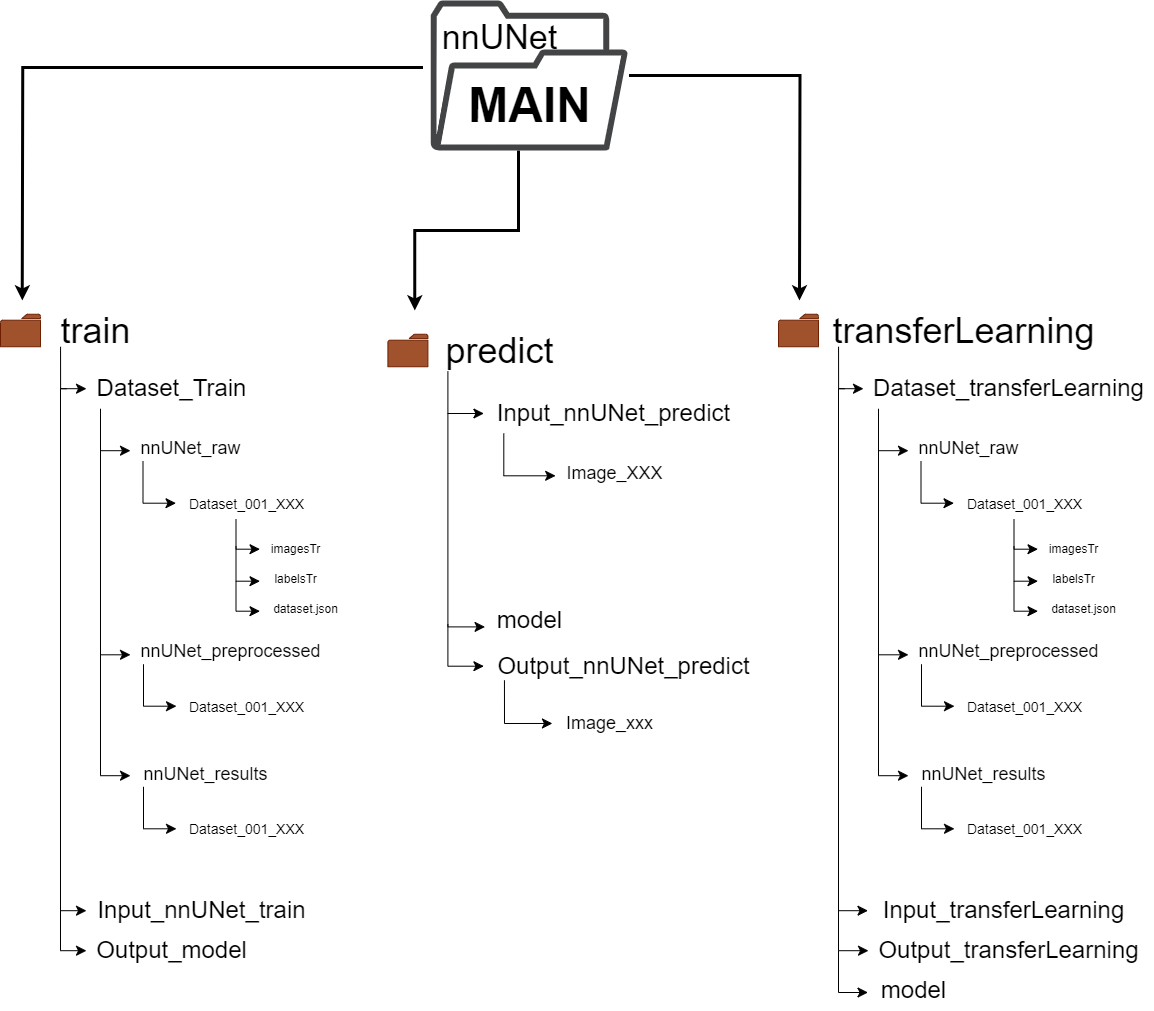 nnUNet
MAIN
train
Dataset_Train
nnUNet_raw
Dataset_001_XXX
imagesTr
labelsTr
dataset.json
nnUNet_preprocessed
Dataset_001_XXX
nnUNet_results
Dataset_001_XXX
Input_nnUNet_train
Output_model
predict
Input_nnUNet_predict
Image_XXX
model
Output_nnUNet_predict
Image_xxx
transferLearning
Dataset_transferLearning
nnUNet_raw
Dataset_001_XXX
imagesTr
labelsTr
dataset.json
nnUNet_preprocessed
Dataset_001_XXX
nnUNet_results
Dataset_001_XXX
Input_transferLearning
Output_transferLearning
model